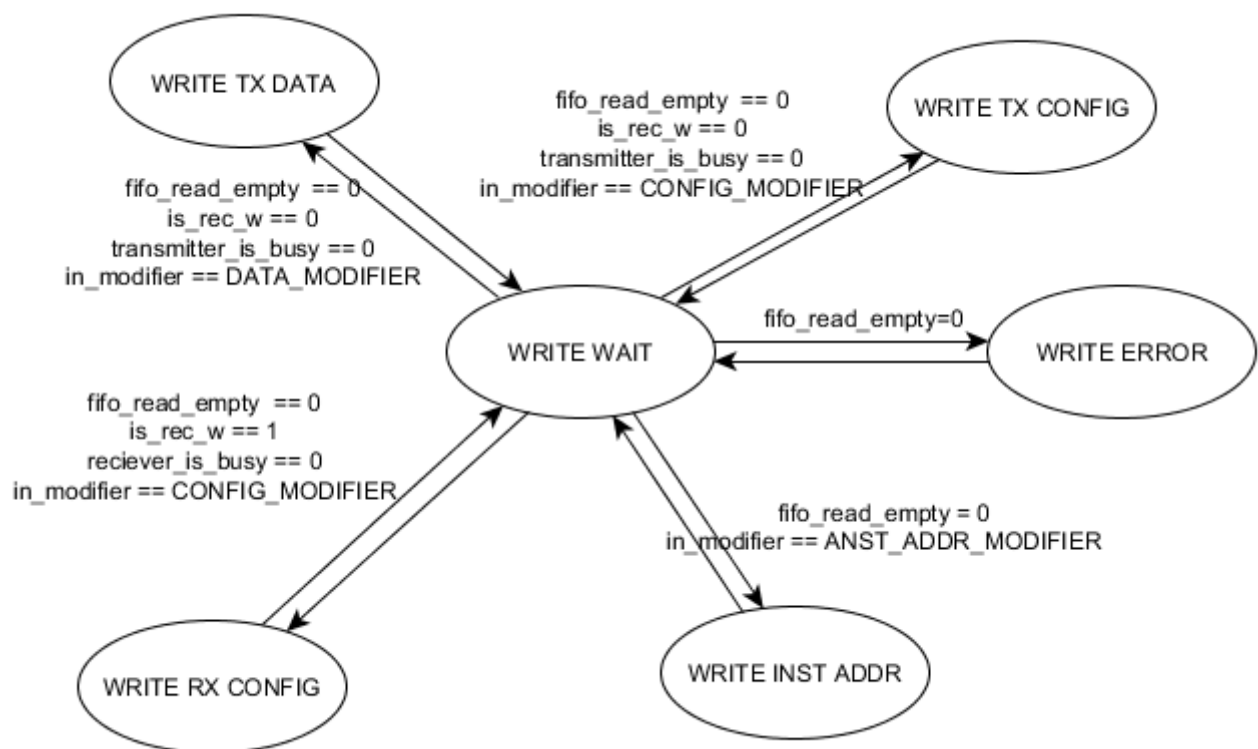 WRITE TX DATA
fifo_read_empty == 0
is_rec_w == 0
transmitter_is_busy == 0
in_modifier == CONFIG_MODIFIER
WRITE TX CONFIG
fifo_read_empty == 0
is_rec_w == 0
transmitter_is_busy == 0
in_modifier == DATA_MODIFIER
WRITE WAIT
fifo_read_empty=0
WRITE ERROR
fifo_read_empty == 0
is_rec_w == 1
reciever_is_busy == 0
in_modifier == CONFIG_MODIFIER
fifo_read_empty = 0
in_modifier == ANST_ADDR_MODIFIER
WRITE RX CONFIG
WRITE INST ADDR